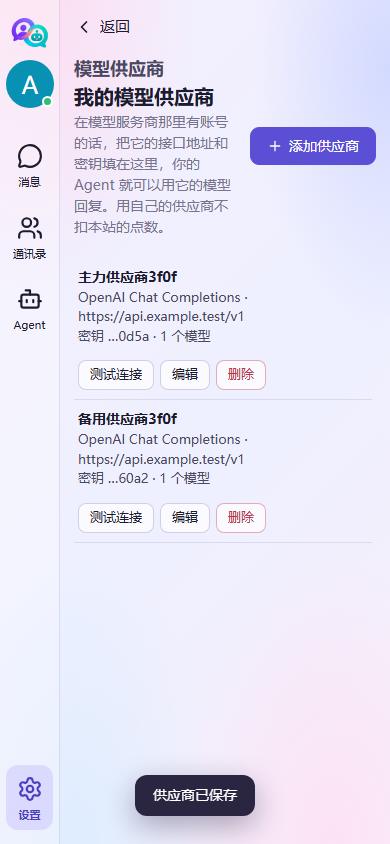 返回
A
模型供应商
我的模型供应商
在模型服务商那里有账号
的话，把它的接口地址和
密钥填在这里，你的
Agent 就可以用它的模型
回复。用自己的供应商不
扣本站的点数。
添加供应商
消息
通讯录
Agent
主力供应商3f0f
OpenAI Chat Completions ·
https://api.example.test/v1
密钥 ...0d5a · 1 个模型
测试连接 编辑 删除
备用供应商3f0f
OpenAI Chat Completions ·
https://api.example.test/v1
密钥 ...60a2 · 1 个模型
测试连接 编辑 删除
设置
供应商已保存